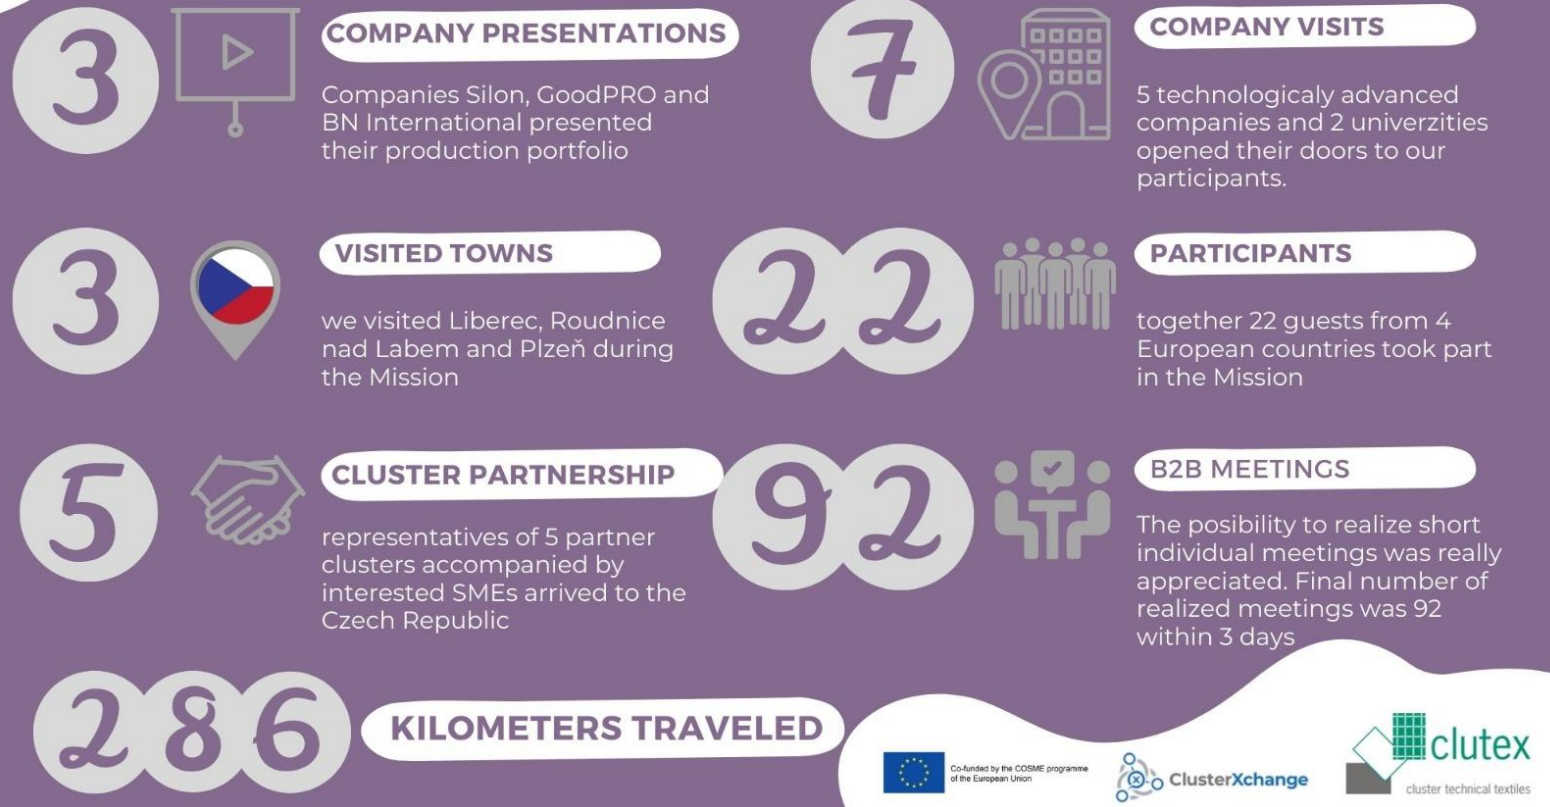 3
COMPANY PRESENTATIONS
Companies Silon, GoodPRO and
BN International presented
their production portfolio
7
COMPANY VISITS
5 technologicaly advanced
companies and 2 univerzities
opened their doors to our
participants.
3
VISITED TOWNS
we visited Liberec, Roudnice
nad Labem and Plzeň during
the Mission
22
PARTICIPANTS
together 22 guests from 4
European countries took part
in the Mission
5
CLUSTER PARTNERSHIP
representatives of 5 partner
clusters accompanied by
interested SMEs arrived to the
Czech Republic
92
B2B MEETINGS
The posibility to realize short
individual meetings was really
appreciated. Final number of
realized meetings was 92
within 3 days
286
KILOMETERS TRAVELED
Co-funded by the COSME programme
of the European Union
ClusterXchange
clutex
cluster technical textiles